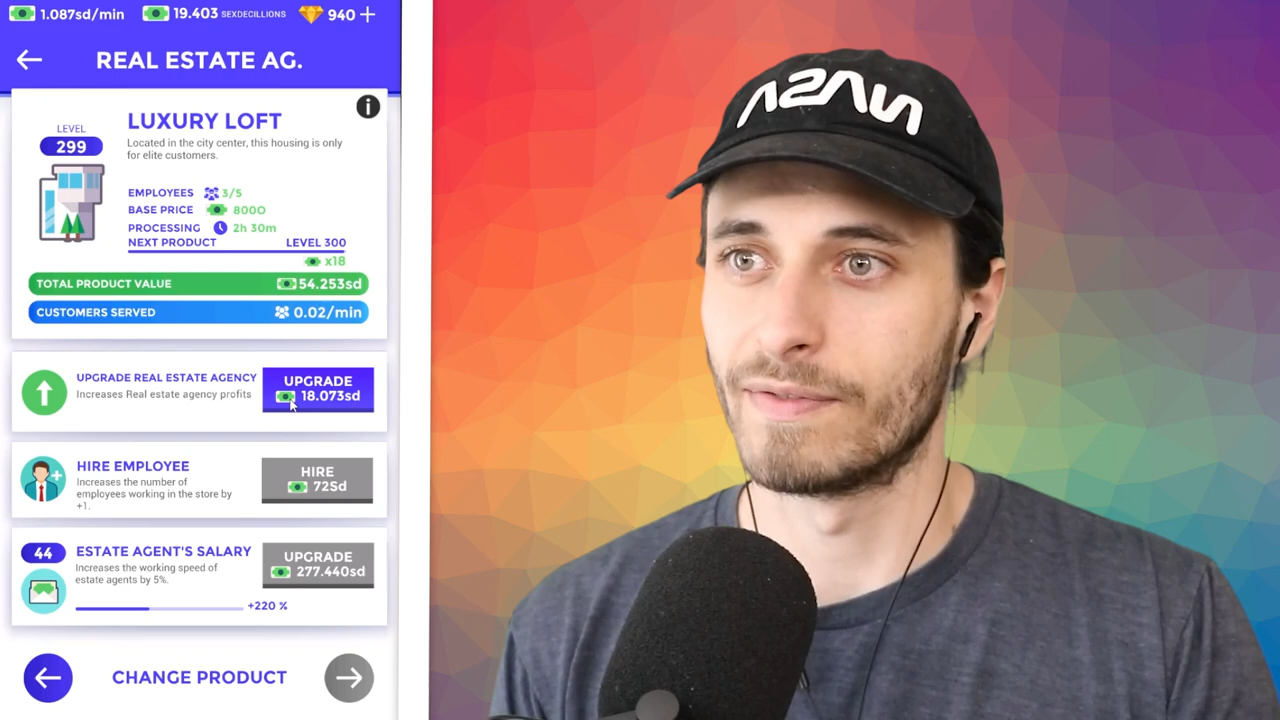 1.087sd/min 19.403 SEXDECILLIONS 940 +
REAL ESTATE AG.
LUXURY LOFT
LEVEL
299
Located in the city center, this housing is only
for elite customers.
EMPLOYEES 3/5
BASE PRICE 800O
PROCESSING 2h 30m
NEXT PRODUCT LEVEL 300
x18
TOTAL PRODUCT VALUE 54.253sd
CUSTOMERS SERVED 0.02/min
UPGRADE REAL ESTATE AGENCY
Increases Real estate agency profits
UPGRADE
18.073sd
HIRE EMPLOYEE
Increases the number of
employees working in the store by
+1.
HIRE
72Sd
44
ESTATE AGENT'S SALARY
Increases the working speed of
estate agents by 5%.
+220 %
UPGRADE
277.440sd
CHANGE PRODUCT
NASA